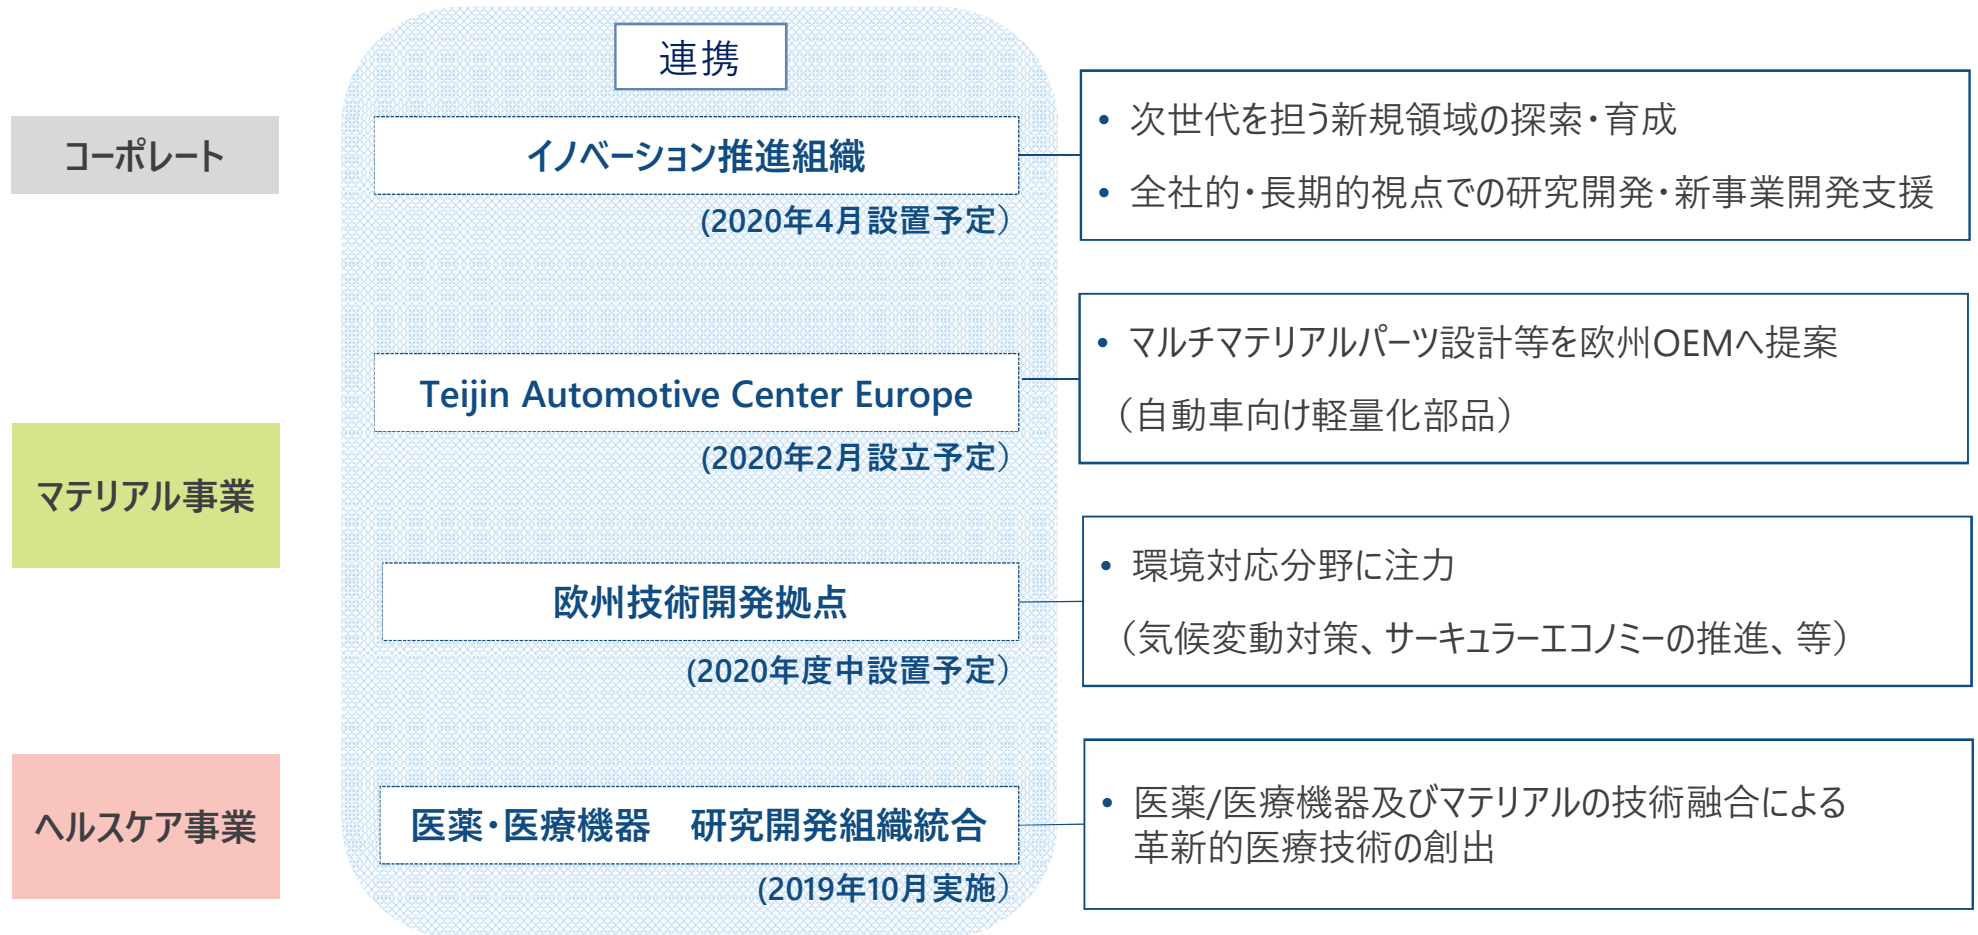 連携
コーポレート
イノベーション推進組織
(2020年4月設置予定）
• 次世代を担う新規領域の探索・育成
• 全社的・長期的視点での研究開発・新事業開発支援
マテリアル事業
Teijin Automotive Center Europe
(2020年2月設立予定）
• マルチマテリアルパーツ設計等を欧州OEMへ提案
（自動車向け軽量化部品）
欧州技術開発拠点
(2020年度中設置予定）
• 環境対応分野に注力
（気候変動対策、サーキュラーエコノミーの推進、等）
ヘルスケア事業
医薬・医療機器　研究開発組織統合
(2019年10月実施）
• 医薬/医療機器及びマテリアルの技術融合による
革新的医療技術の創出